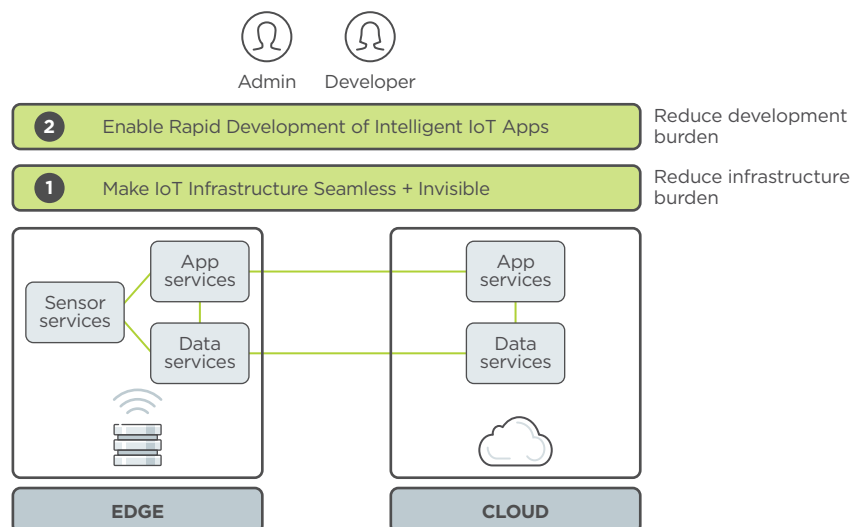 Admin Developer
2 Enable Rapid Development of Intelligent IoT Apps
Reduce development
burden
1 Make IoT Infrastructure Seamless + Invisible
Reduce infrastructure
burden
App
services
Sensor
services
Data
services
App
services
Data
services
EDGE
CLOUD